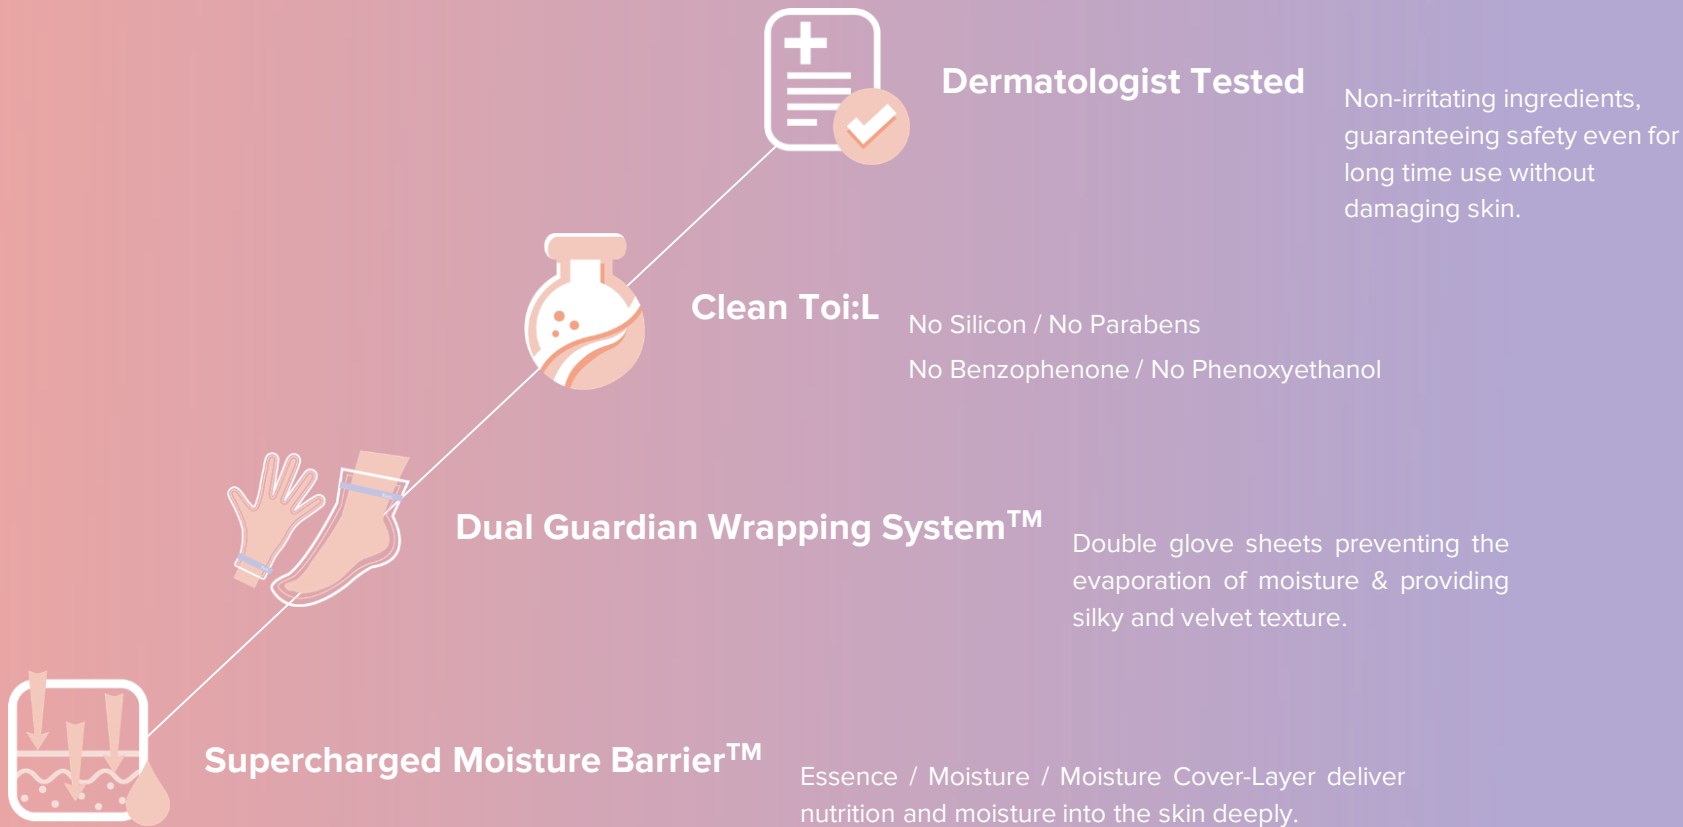 Dermatologist Tested
Non-irritating ingredients,
guaranteeing safety even for
long time use without
damaging skin.
Clean Toi:L
No Silicon / No Parabens
No Benzophenone / No Phenoxyethanol
Dual Guardian Wrapping System™
Double glove sheets preventing the
evaporation of moisture & providing
silky and velvet texture.
Supercharged Moisture Barrier™
Essence / Moisture / Moisture Cover-Layer deliver
nutrition and moisture into the skin deeply.